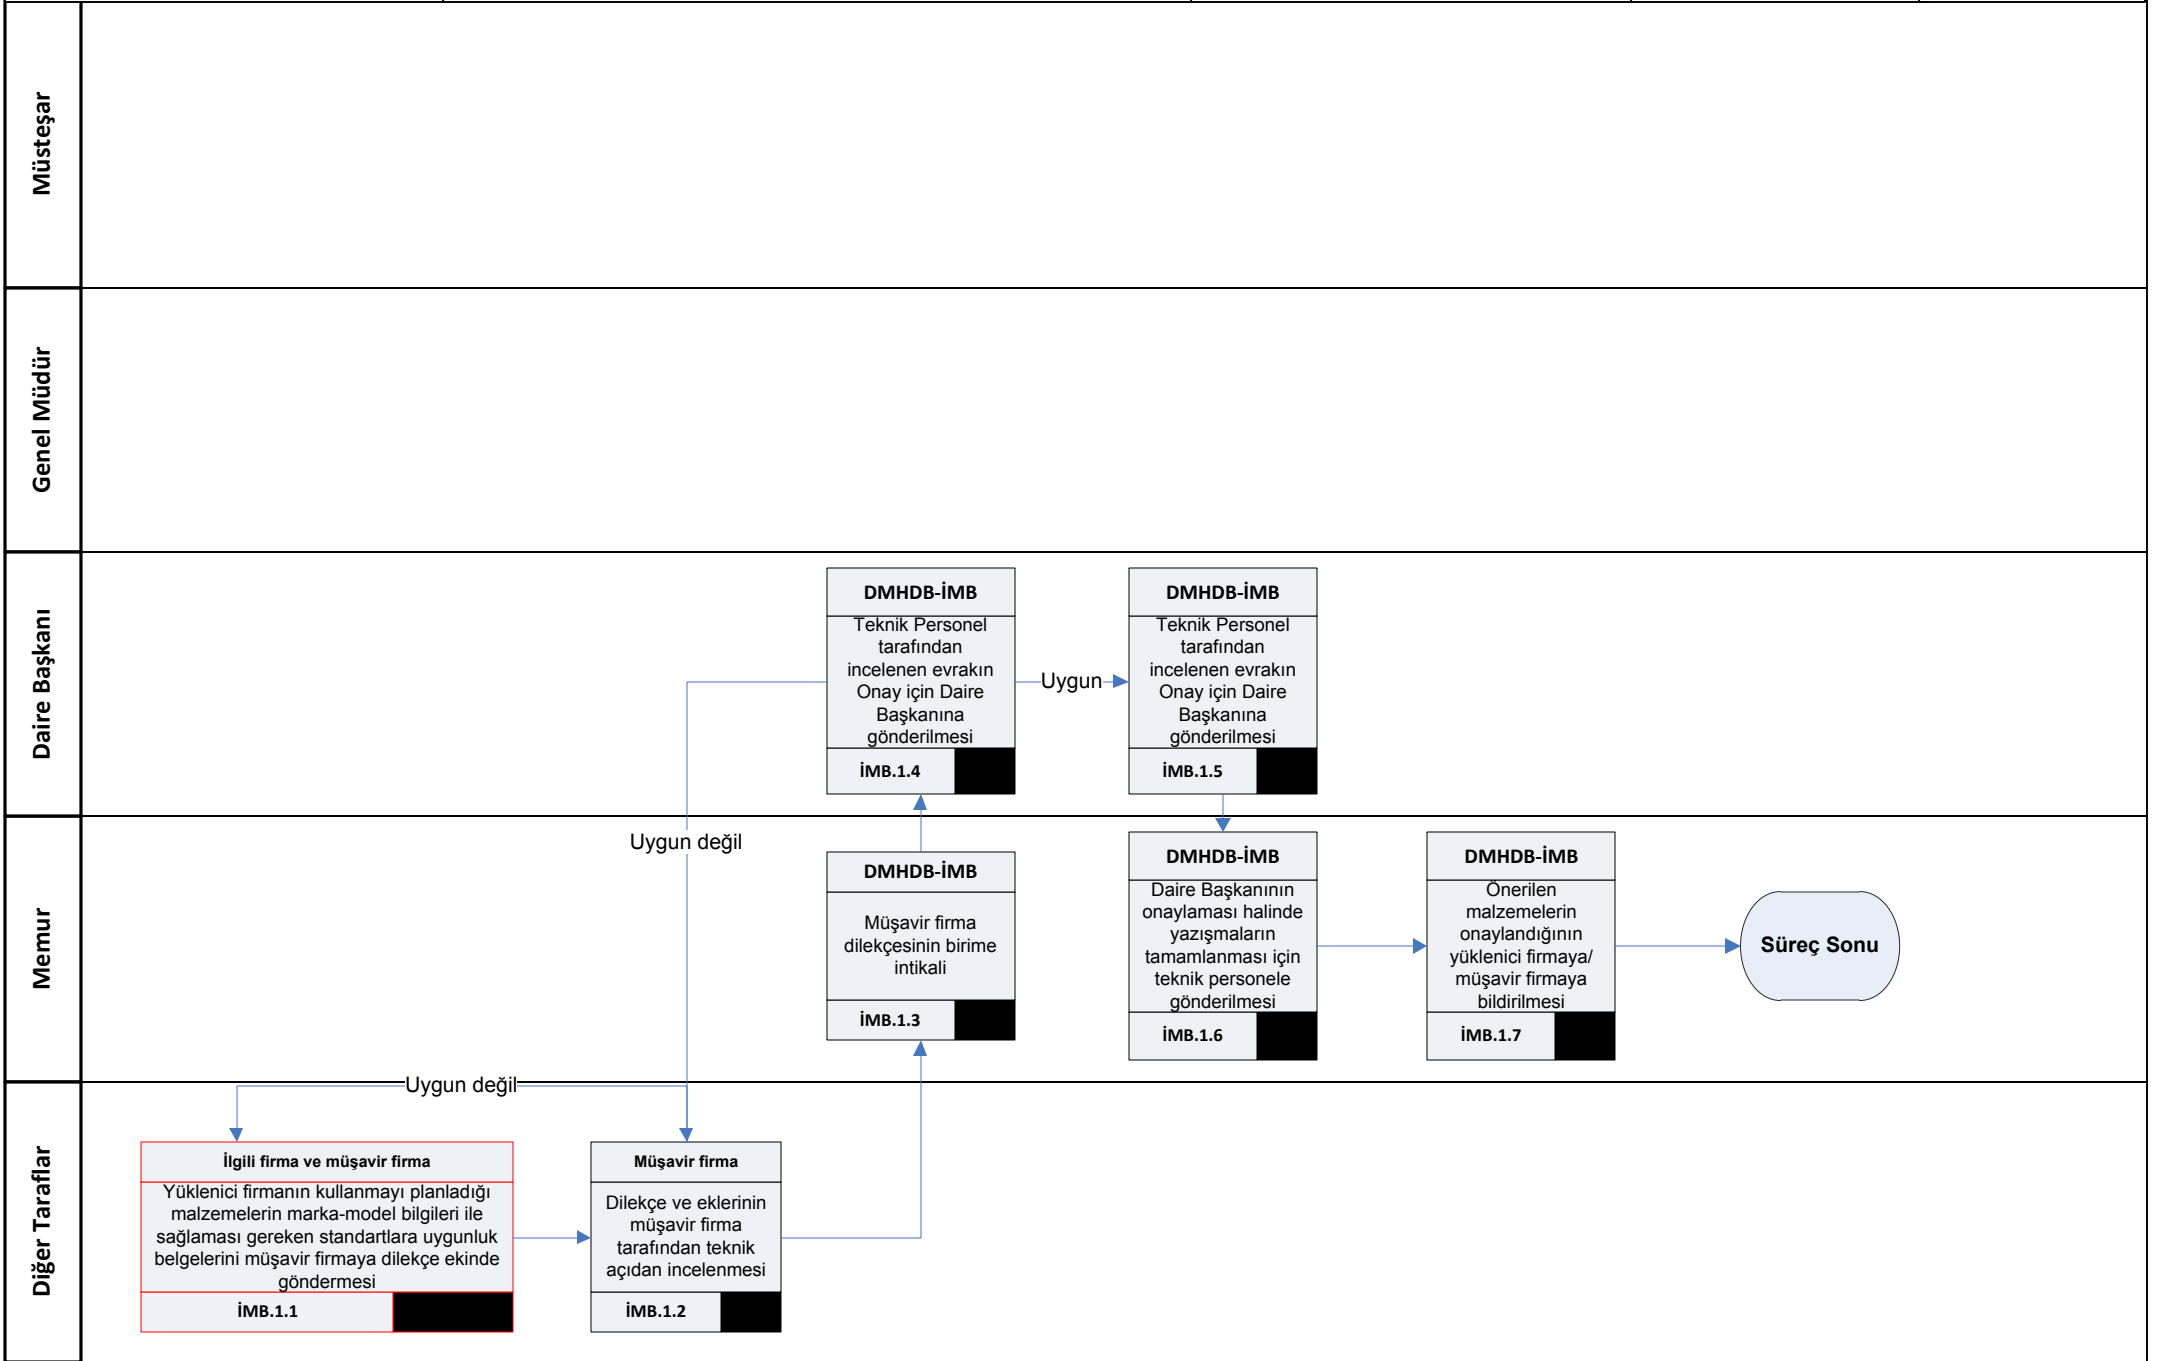 Müsteşar
Genel Müdür
Daire Başkanı
DMHDB-İMB
Teknik Personel
tarafından
incelenen evrakın
Onay için Daire
Başkanına
gönderilmesi
İMB.1.4
Uygun
DMHDB-İMB
Teknik Personel
tarafından
incelenen evrakın
Onay için Daire
Başkanına
gönderilmesi
İMB.1.5
Memur
Uygun değil
DMHDB-İMB
Müşavir firma
dilekçesinin birime
intikali
İMB.1.3
DMHDB-İMB
Daire Başkanının
onaylaması halinde
yazışmaların
tamamlanması için
teknik personele
gönderilmesi
İMB.1.6
DMHDB-İMB
Önerilen
malzemelerin
onaylandığının
yüklenici firmaya/
müşavir firmaya
bildirilmesi
İMB.1.7
Süreç Sonu
Diğer Taraflar
Uygun değil
İlgili firma ve müşavir firma
Yüklenici firmanın kullanmayı planladığı
malzemelerin marka-model bilgileri ile
sağlaması gereken standartlara uygunluk
belgelerini müşavir firmaya dilekçe ekinde
göndermesi
İMB.1.1
Müşavir firma
Dilekçe ve eklerinin
müşavir firma
tarafından teknik
açıdan incelenmesi
İMB.1.2